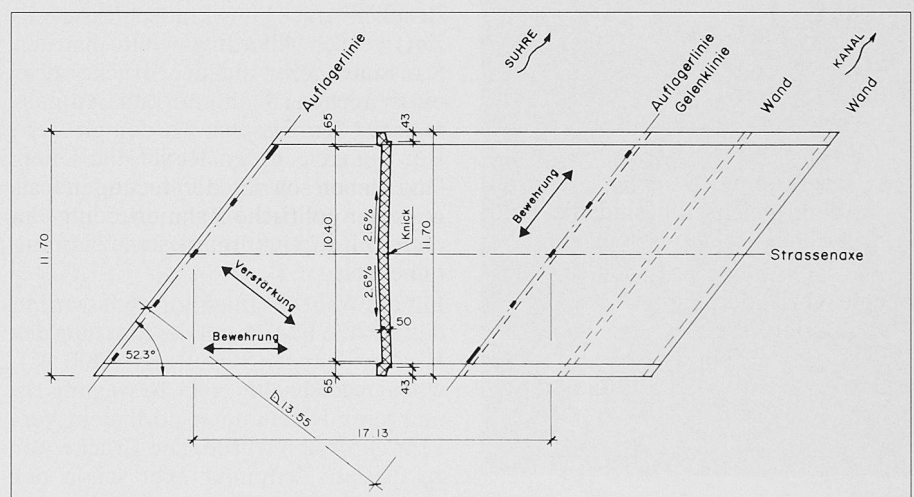 Auflagerlinie
SUHRE
Auflagerlinie
Gelenklinie
Wand
KANAL
Wand
65
43
11.70
10.40
2.6%
2.6%
Knick
11.70
Bewehrung
Strassenaxe
Verstärkung
50
Bewehrung
52.3°
65
43
13.55
17.13